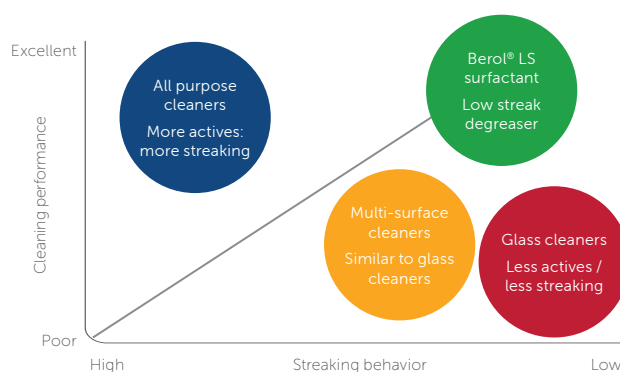 Excellent
Cleaning performance
Poor
All purpose
cleaners
More actives:
more streaking
Berol® LS
surfactant
Low streak
degreaser
Multi-surface
cleaners
Similar to glass
cleaners
Glass cleaners
Less actives /
less streaking
High
Streaking behavior
Low